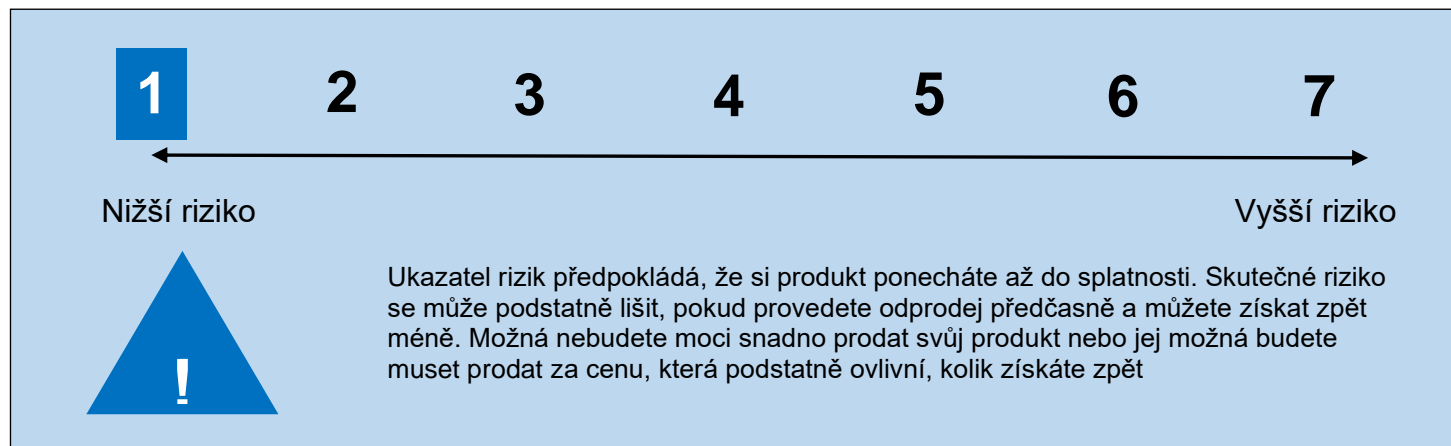 1 2 3 4 5 6 7
Nižší riziko Vyšší riziko
Ukazatel rizik předpokládá, že si produkt ponecháte až do splatnosti. Skutečné riziko
se může podstatně lišit, pokud provedete odprodej předčasně a můžete získat zpět
méně. Možná nebudete moci snadno prodat svůj produkt nebo jej možná budete
muset prodat za cenu, která podstatně ovlivní, kolik získáte zpět
!